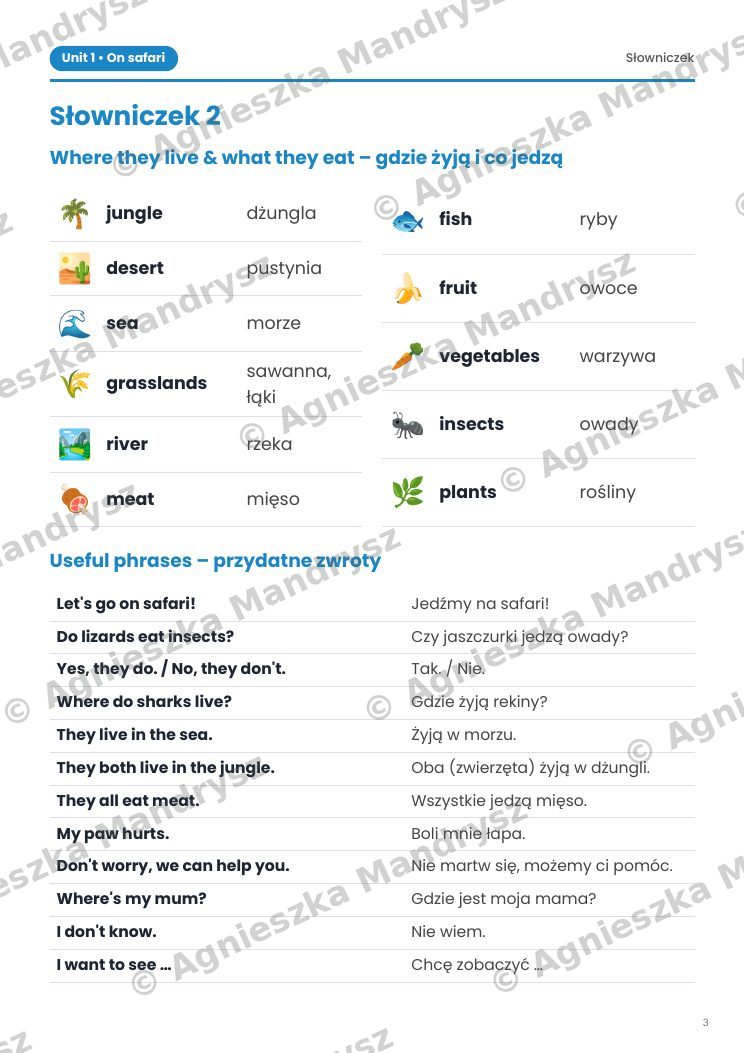 Unit 1 • On safari
Słowniczek
Słowniczek 2
Where they live & what they eat – gdzie żyją i co jedzą
jungle dżungla
desert pustynia
sea morze
grasslands sawanna,
łąki
river rzeka
meat mięso
fish ryby
fruit owoce
vegetables warzywa
insects owady
plants rośliny
Useful phrases – przydatne zwroty
Let's go on safari! Jedźmy na safari!
Do lizards eat insects? Czy jaszczurki jedzą owady?
Yes, they do. / No, they don't. Tak. / Nie.
Where do sharks live? Gdzie żyją rekiny?
They live in the sea. Żyją w morzu.
They both live in the jungle. Oba (zwierzęta) żyją w dżungli.
They all eat meat. Wszystkie jedzą mięso.
My paw hurts. Boli mnie łapa.
Don't worry, we can help you. Nie martw się, możemy ci pomóc.
Where's my mum? Gdzie jest moja mama?
I don't know. Nie wiem.
I want to see ... Chcę zobaczyć ...
3
© Agnieszka Mandrysz